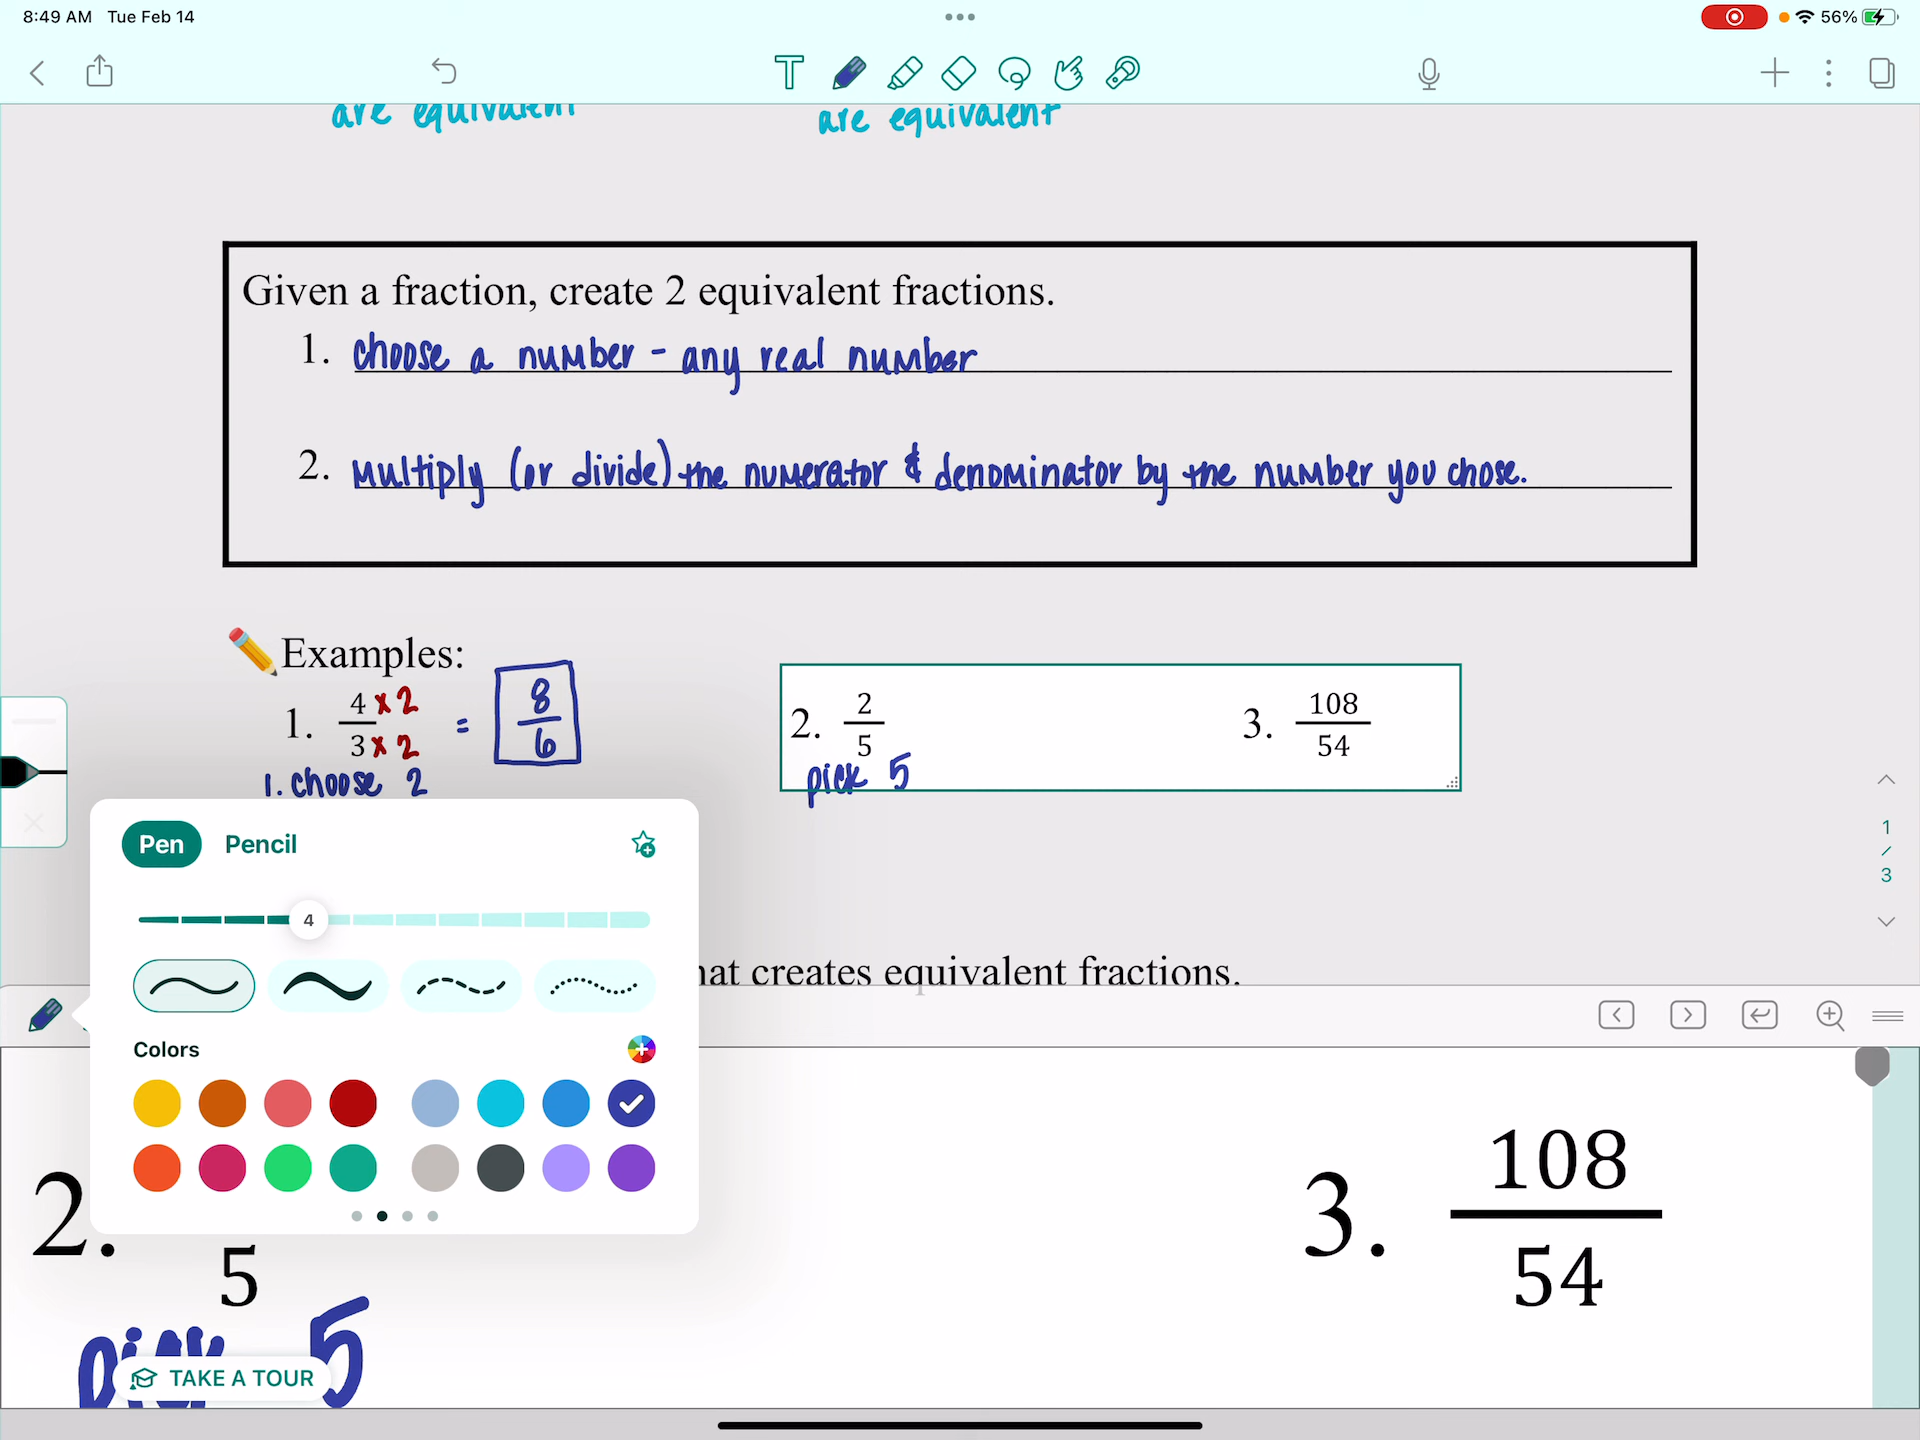 8:49 AM Tue Feb 14
56%
are equivalent
are equivalent
Given a fraction, create 2 equivalent fractions.
1. choose a number - any real number
2. multiply (or divide) the numerator & denominator by the number you chose.
Examples:
1. 4/3 x 2 / x 2 = 8/6
1. choose 2
2. 2/5
pick 5
3. 108/54
1
/
3
Pen Pencil
4
hat creates equivalent fractions.
Colors
2.
5
pick 5
3. 108/54
TAKE A TOUR